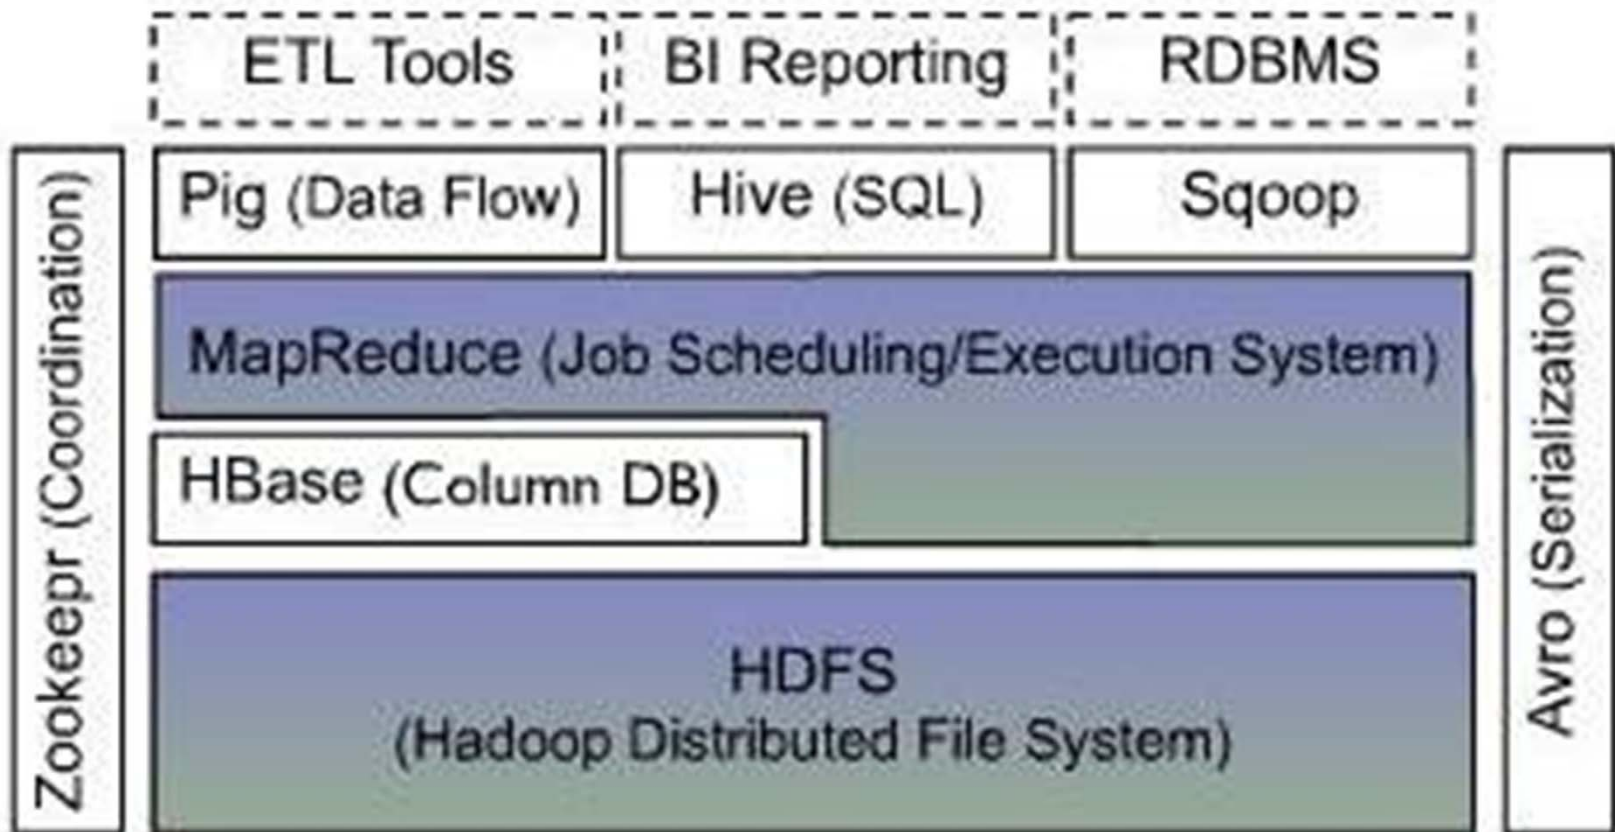 ETL Tools
BI Reporting
RDBMS
Pig (Data Flow)
Hive (SQL)
Sqoop
MapReduce (Job Scheduling/Execution System)
HBase (Column DB)
HDFS
(Hadoop Distributed File System)
Zookeepr (Coordination)
Avro (Serialization)